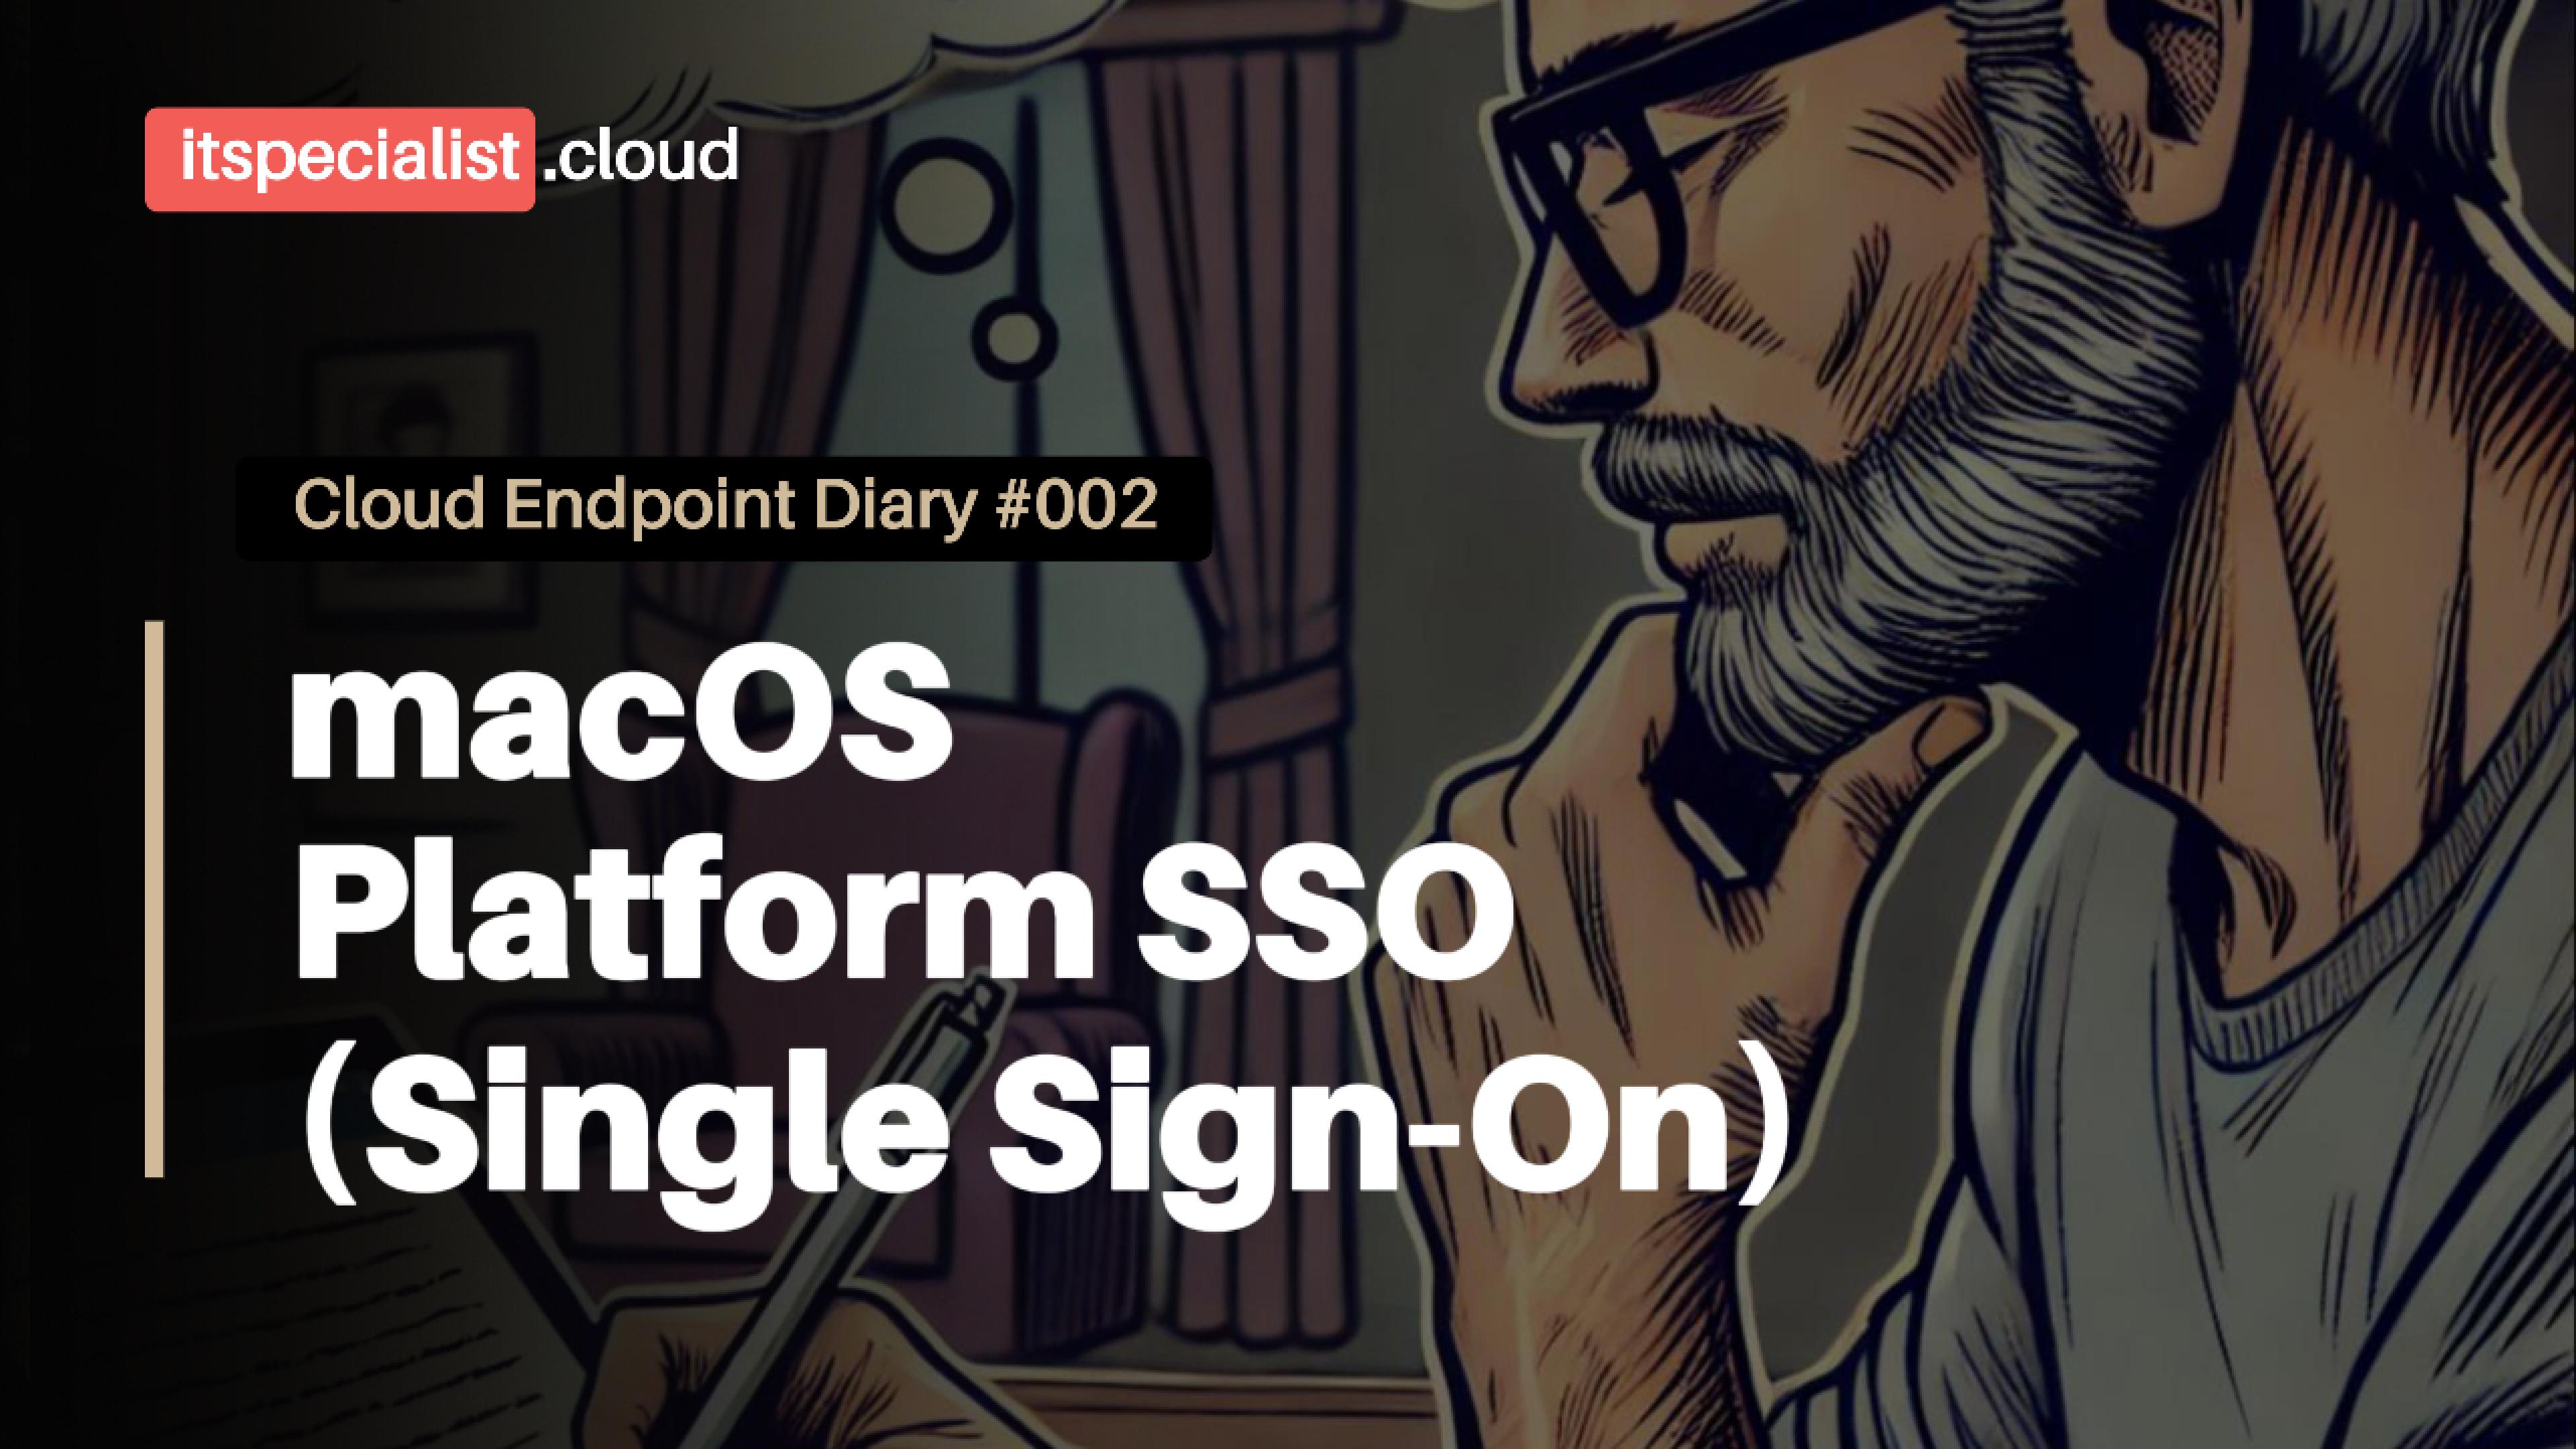 itspecialist.cloud
Cloud Endpoint Diary #002
macOS
Platform SSO
(Single Sign-On)